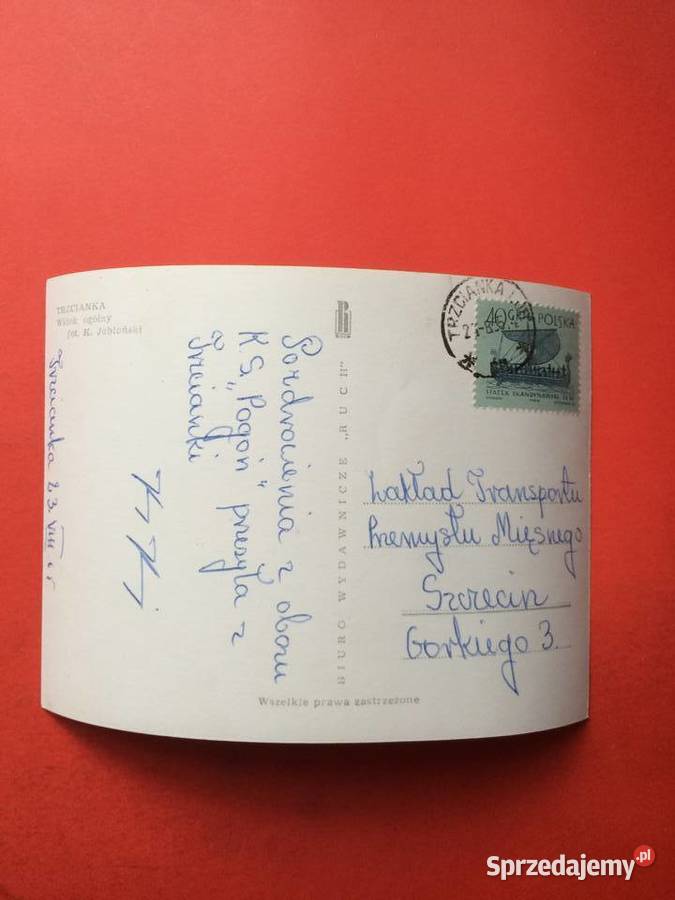 TRZCIANKA
Widok ogólny
fot. K. Jabłoński
Trzcianka 23. VIII 65
Pozdrowienia z obozu
K.S. "Pogoń" przesyła z
Trzcianki
BIURO WYDAWNICZE "RUCH"
TRZCIANKA
40 GR POLSKA
STATEK SKANDYNAWSKI
Zakład Transportu
Przemysłu Mięsnego
Szczecin
Gorkiego 3.
Wszelkie prawa zastrzeżone
Sprzedajemy.pl